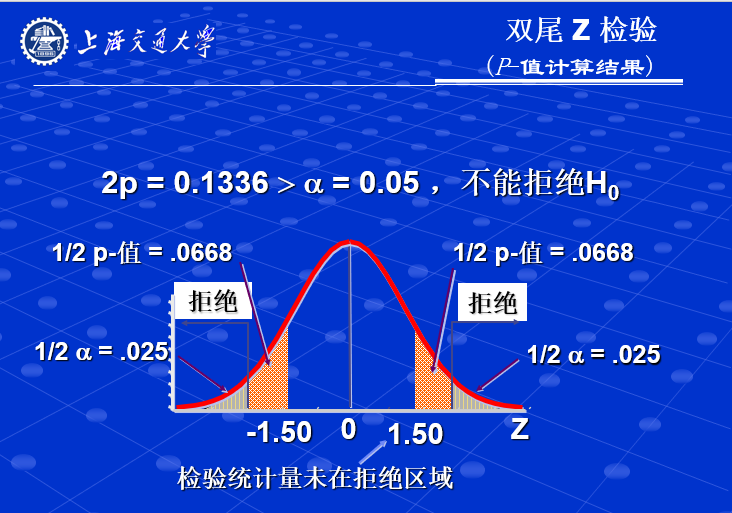 上海交通大学
双尾 Z 检验
(P-值计算结果)
2p = 0.1336 > α = 0.05 ，不能拒绝H₀
1/2 p-值 = .0668
1/2 p-值 = .0668
拒绝
拒绝
1/2 α = .025
1/2 α = .025
-1.50
0
1.50
Z
检验统计量未在拒绝区域